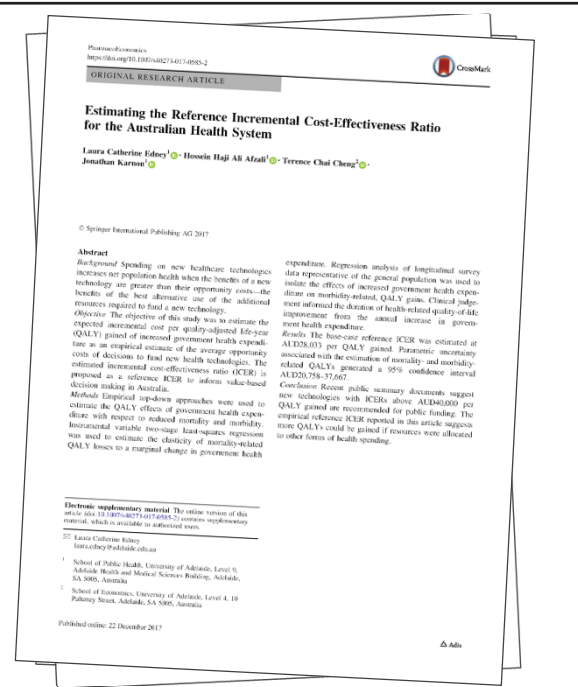 PharmacoEconomics
https://doi.org/10.1007/s40273-017-0585-2
CrossMark
ORIGINAL RESEARCH ARTICLE
Estimating the Reference Incremental Cost-Effectiveness Ratio
for the Australian Health System
Laura Catherine Edney1 · Hossein Haji Ali Afzali1 · Terence Chai Cheng2 ·
Jonathan Karnon1
© Springer International Publishing AG 2017
Abstract
Background Spending on new healthcare technologies
increases net population health when the benefits of a new
technology are greater than their opportunity costs—the
benefits of the best alternative use of the additional
resources required to fund a new technology.
Objective The objective of this study was to estimate the
expected incremental cost per quality-adjusted life-year
(QALY) gained of increased government health expendi-
ture as an empirical estimate of the average opportunity
costs of decisions to fund new health technologies. The
estimated incremental cost-effectiveness ratio (ICER) is
proposed as a reference ICER to inform value-based
decision making in Australia.
Methods Empirical top-down approaches were used to
estimate the QALY effects of government health expen-
diture with respect to reduced mortality and morbidity.
Instrumental variable two-stage least-squares regression
was used to estimate the elasticity of mortality-related
QALY losses to a marginal change in government health
expenditure. Regression analysis of longitudinal survey
data representative of the general population was used to
isolate the effects of increased government health expen-
diture on morbidity-related, QALY gains. Clinical judge-
ment informed the duration of health-related quality-of-life
improvement from the annual increase in govern-
ment health expenditure.
Results The base-case reference ICER was estimated at
AUD28,033 per QALY gained. Parametric uncertainty
associated with the estimation of mortality- and morbidity-
related QALYs generated a 95% confidence interval
AUD20,758–37,667.
Conclusion Recent public summary documents suggest
new technologies with ICERs above AUD40,000 per
QALY gained are recommended for public funding. The
empirical reference ICER reported in this article suggests
more QALYs could be gained if resources were allocated
to other forms of health spending.
Electronic supplementary material The online version of this
article (doi:10.1007/s40273-017-0585-2) contains supplementary
material, which is available to authorized users.
Laura Catherine Edney
laura.edney@adelaide.edu.au
1 School of Public Health, University of Adelaide, Level 9,
Adelaide Health and Medical Sciences Building, Adelaide,
SA 5005, Australia
2 School of Economics, University of Adelaide, Level 4, 10
Pulteney Street, Adelaide, SA 5005, Australia
Published online: 22 December 2017
Adis